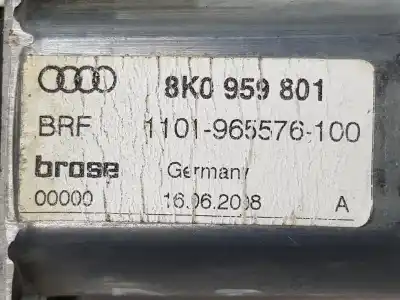 8K0 959 801
BRF 1101-965576-100
brose Germany
00000 16.06.2008 A